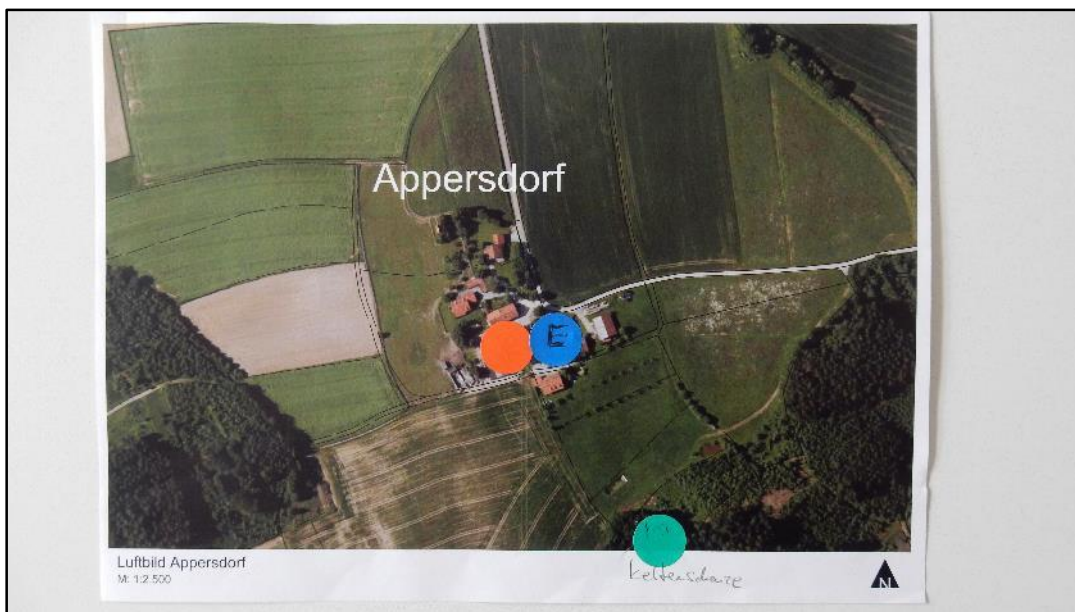 Appersdorf
E
Luftbild Appersdorf
M: 1:2.500
Keltenschanze
N